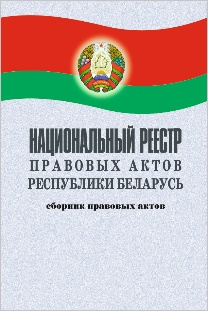 НАЦИОНАЛЬНЫЙ РЕЕСТР
ПРАВОВЫХ АКТОВ
РЕСПУБЛИКИ БЕЛАРУСЬ
сборник правовых актов